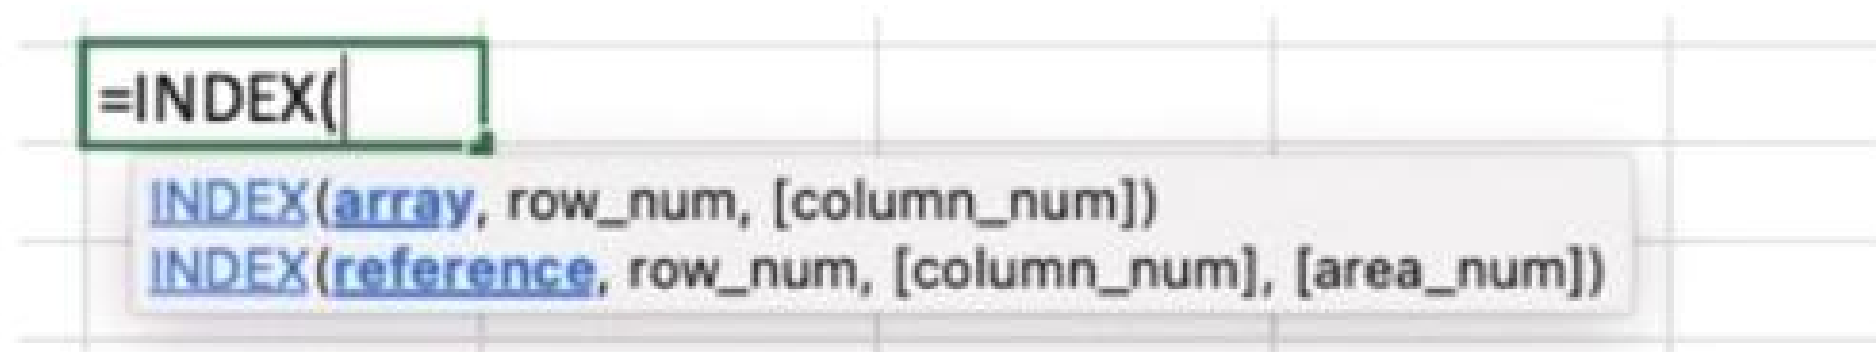 =INDEX(
INDEX(array, row_num, [column_num])
INDEX(reference, row_num, [column_num], [area_num])